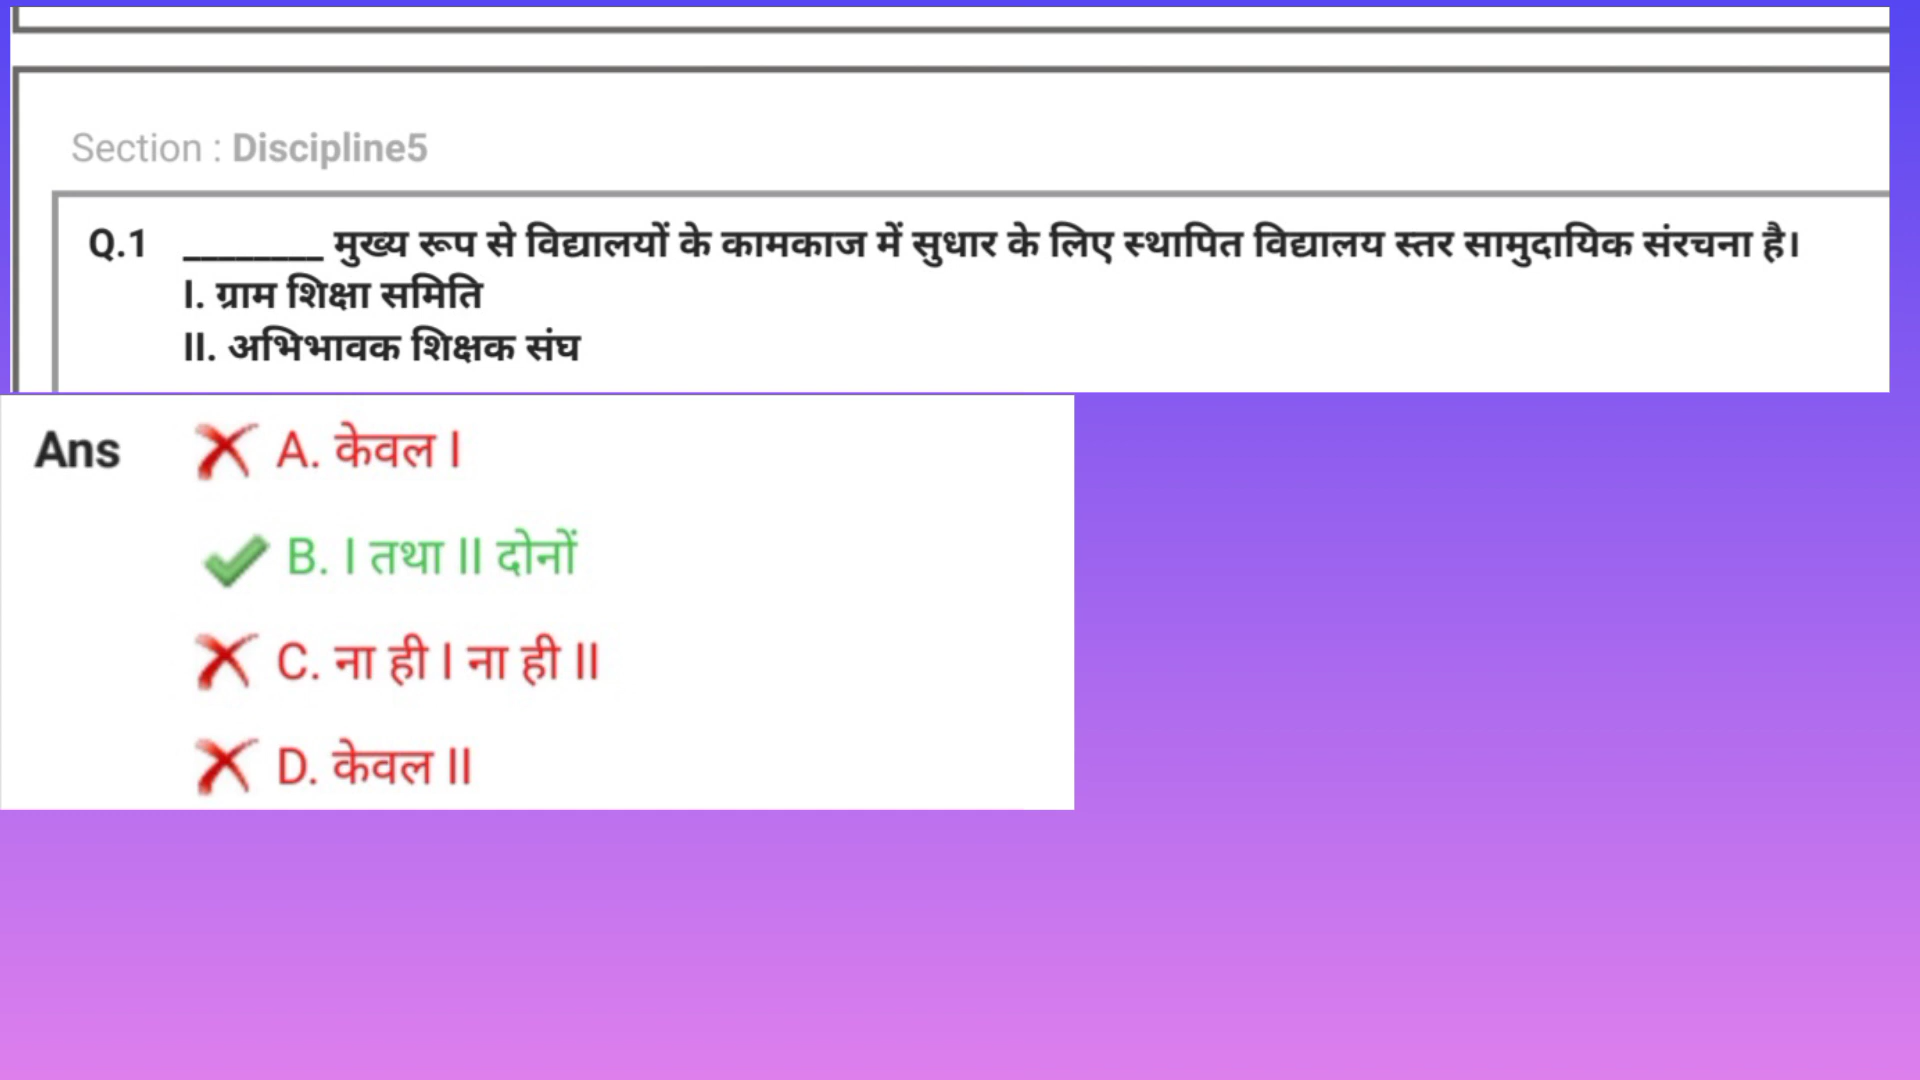 Section : Discipline5
Q.1 ________ मुख्य रूप से विद्यालयों के कामकाज में सुधार के लिए स्थापित विद्यालय स्तर सामुदायिक संरचना है।
I. ग्राम शिक्षा समिति
II. अभिभावक शिक्षक संघ
Ans A. केवल I
B. I तथा II दोनों
C. ना ही I ना ही II
D. केवल II